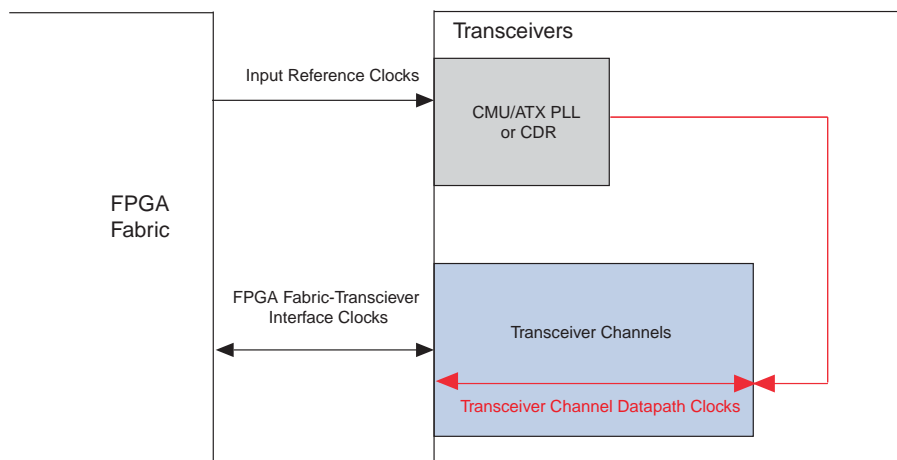 Transceivers
Input Reference Clocks
CMU/ATX PLL
or CDR
FPGA
Fabric
FPGA Fabric-Transciever
Interface Clocks
Transceiver Channels
Transceiver Channel Datapath Clocks